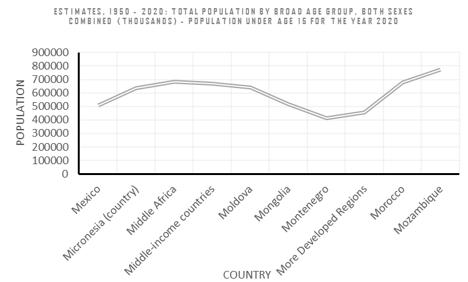 ESTIMATES, 1950 - 2020: TOTAL POPULATION BY BROAD AGE GROUP, BOTH SEXES
COMBINED (THOUSANDS) - POPULATION UNDER AGE 15 FOR THE YEAR 2020
900000
800000
700000
600000
500000
400000
300000
200000
100000
0
POPULATION
Mexico
Micronesia (country)
Middle Africa
Middle-income countries
Moldova
Mongolia
Montenegro
More Developed Regions
Morocco
Mozambique
COUNTRY